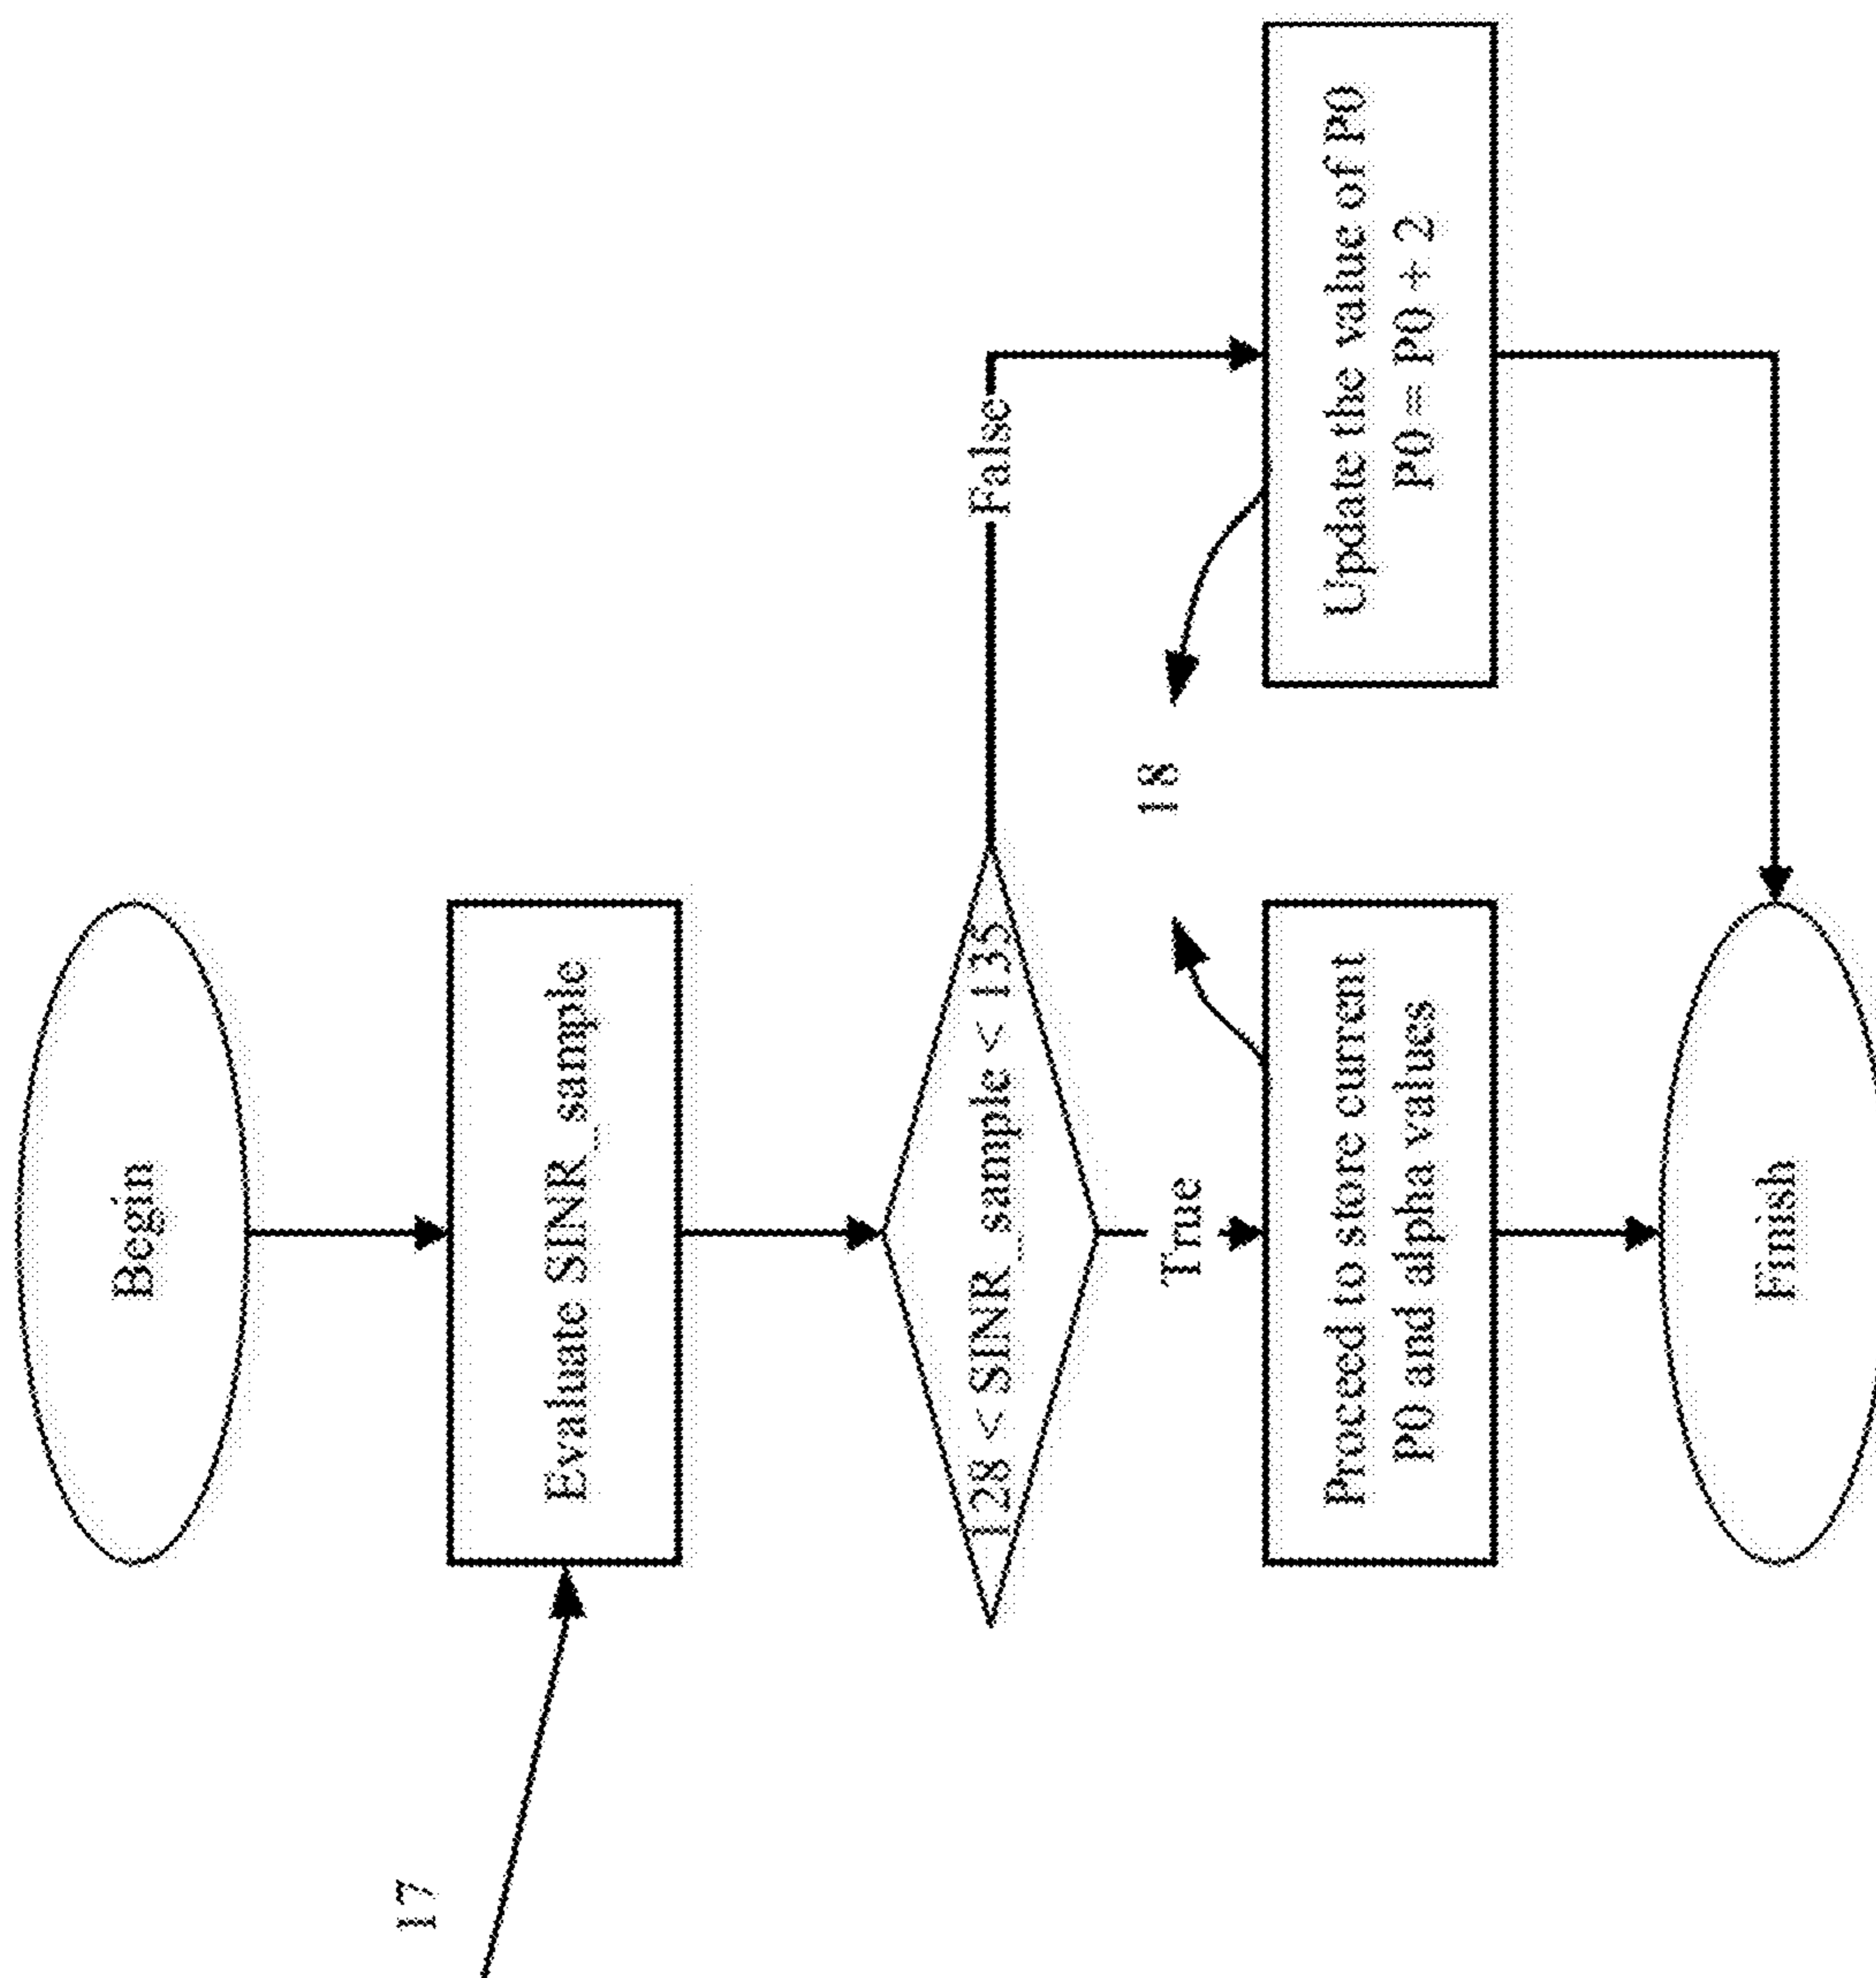 Begin
17
Evaluate SINR_sample
128 < SINR_sample < 135
False
True
18
Proceed to store current
P0 and alpha values
Update the value of P0
P0 = P0 + 2
Finish